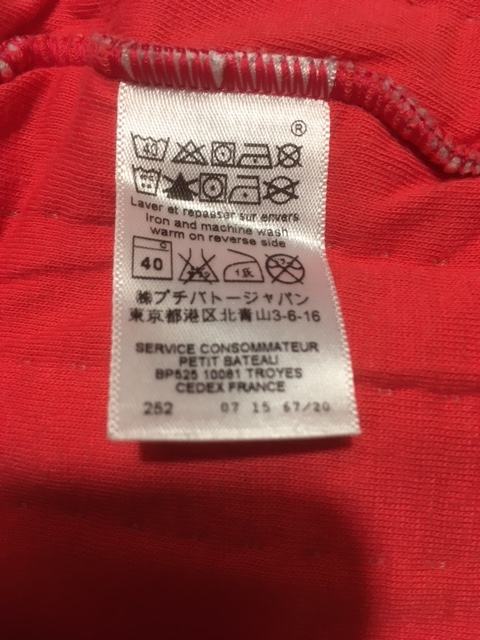 ®
40
Laver et repasser sur envers
Iron and machine wash
warm on reverse side
40
㈱プチバトージャパン
東京都港区北青山3-6-16
SERVICE CONSOMMATEUR
PETIT BATEAU
BP525 10081 TROYES
CEDEX FRANCE
252 07 15 67/20